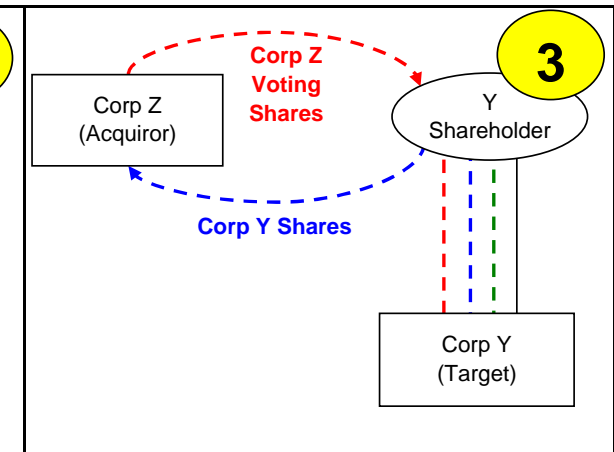 3
Corp Z
Voting
Shares
Corp Z
(Acquiror)
Y
Shareholder
Corp Y Shares
Corp Y
(Target)